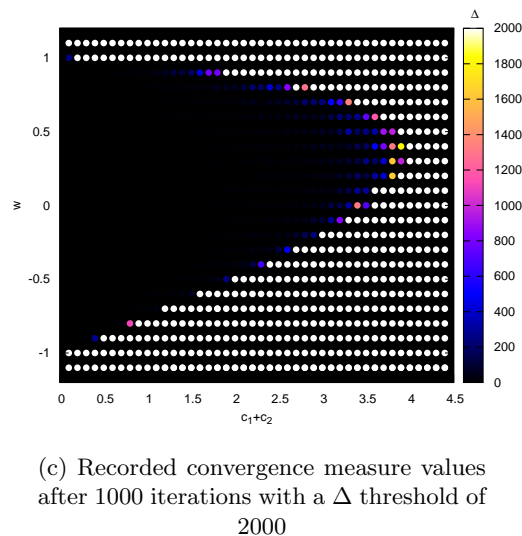 Δ
2000
1800
1600
1400
1200
1000
800
600
400
200
0
w
1
0.5
0
-0.5
-1
0 0.5 1 1.5 2 2.5 3 3.5 4 4.5
c₁+c₂
(c) Recorded convergence measure values
after 1000 iterations with a Δ threshold of
2000